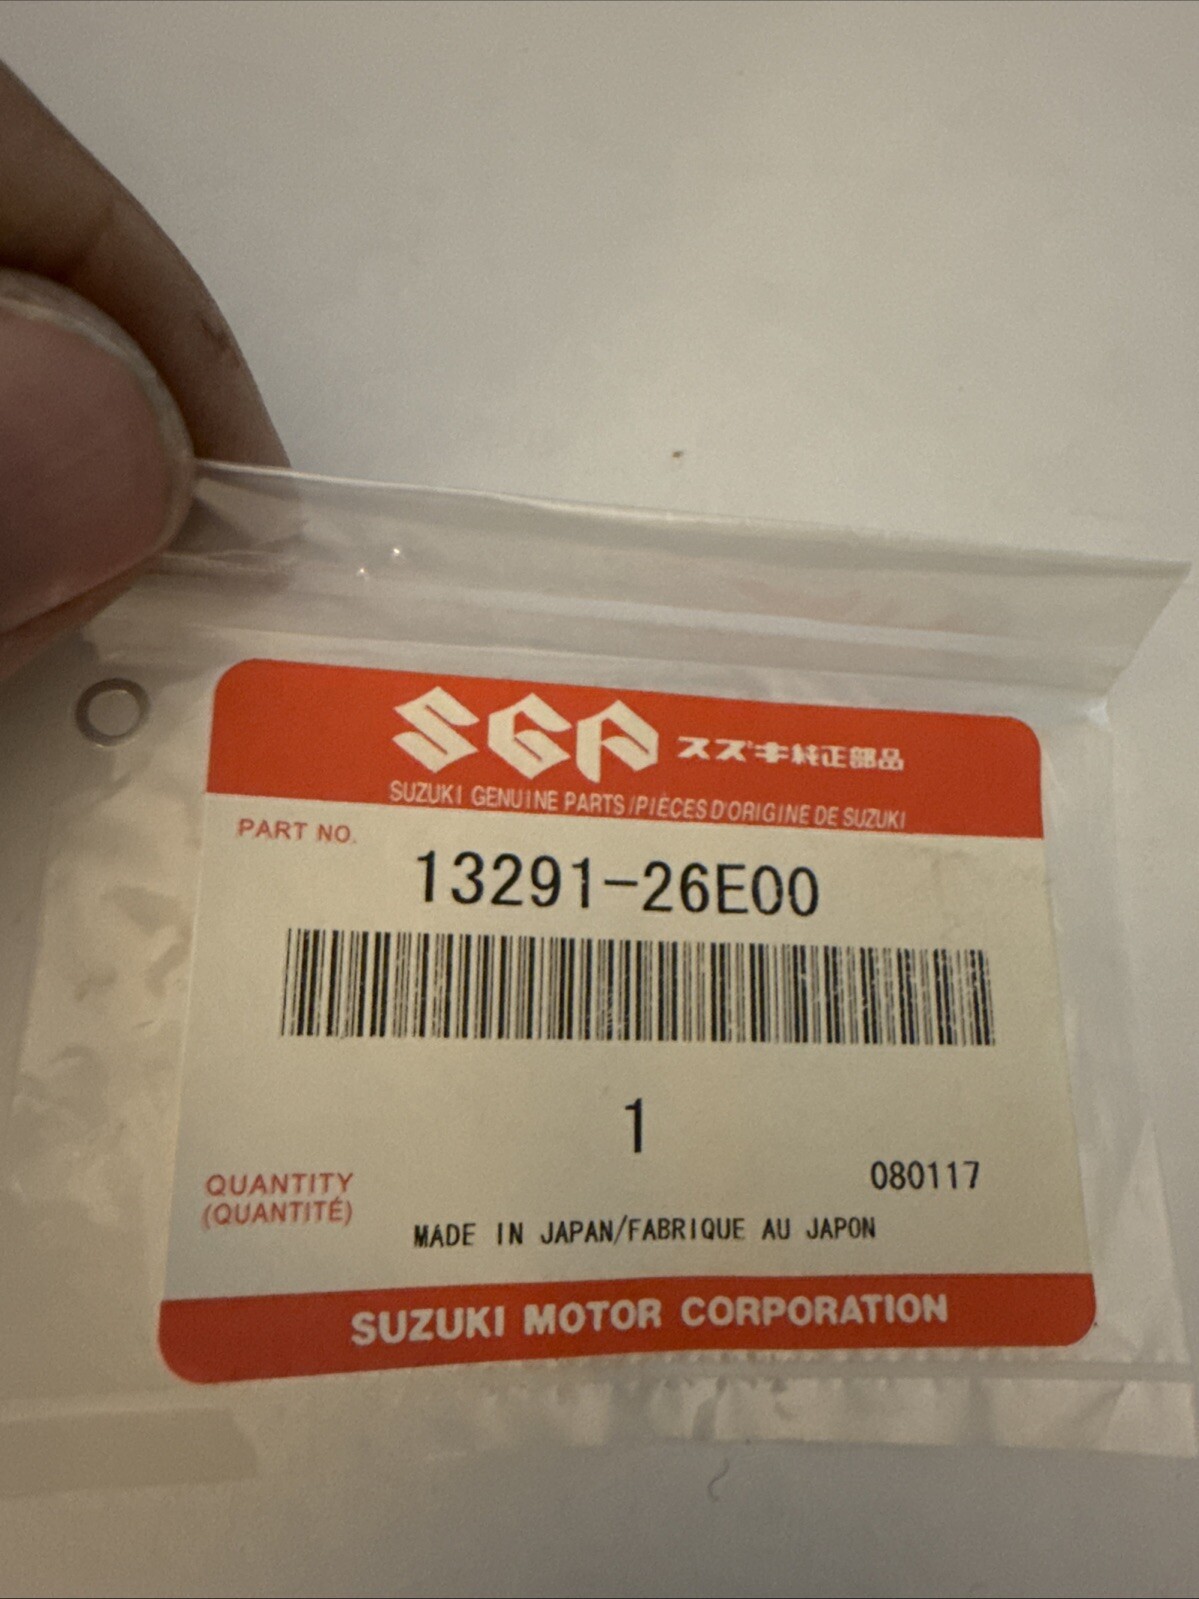 SGP スズキ純正部品
SUZUKI GENUINE PARTS/PIÈCES D'ORIGINE DE SUZUKI
PART NO.
13291-26E00
1
QUANTITY
(QUANTITÉ)
080117
MADE IN JAPAN/FABRIQUE AU JAPON
SUZUKI MOTOR CORPORATION